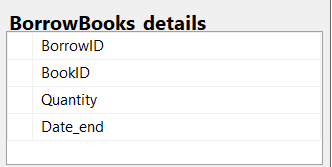 BorrowBooks_details
BorrowID
BookID
Quantity
Date_end